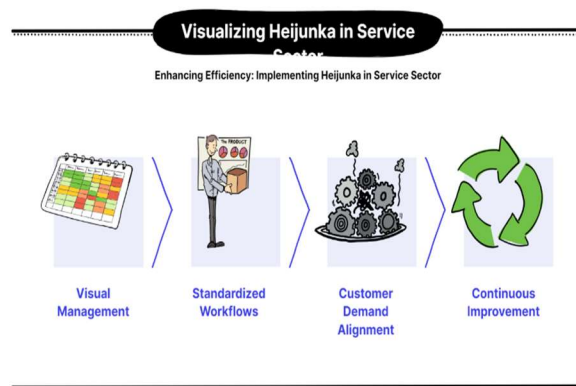 Visualizing Heijunka in Service
Sector
Enhancing Efficiency: Implementing Heijunka in Service Sector
The PRODUCT
Visual
Management
Standardized
Workflows
Customer
Demand
Alignment
Continuous
Improvement